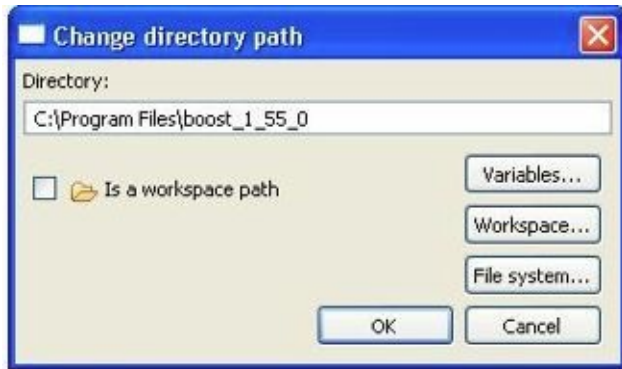 Change directory path
Directory:
C:\Program Files\boost_1_55_0
Is a workspace path
Variables...
Workspace...
File system...
OK
Cancel